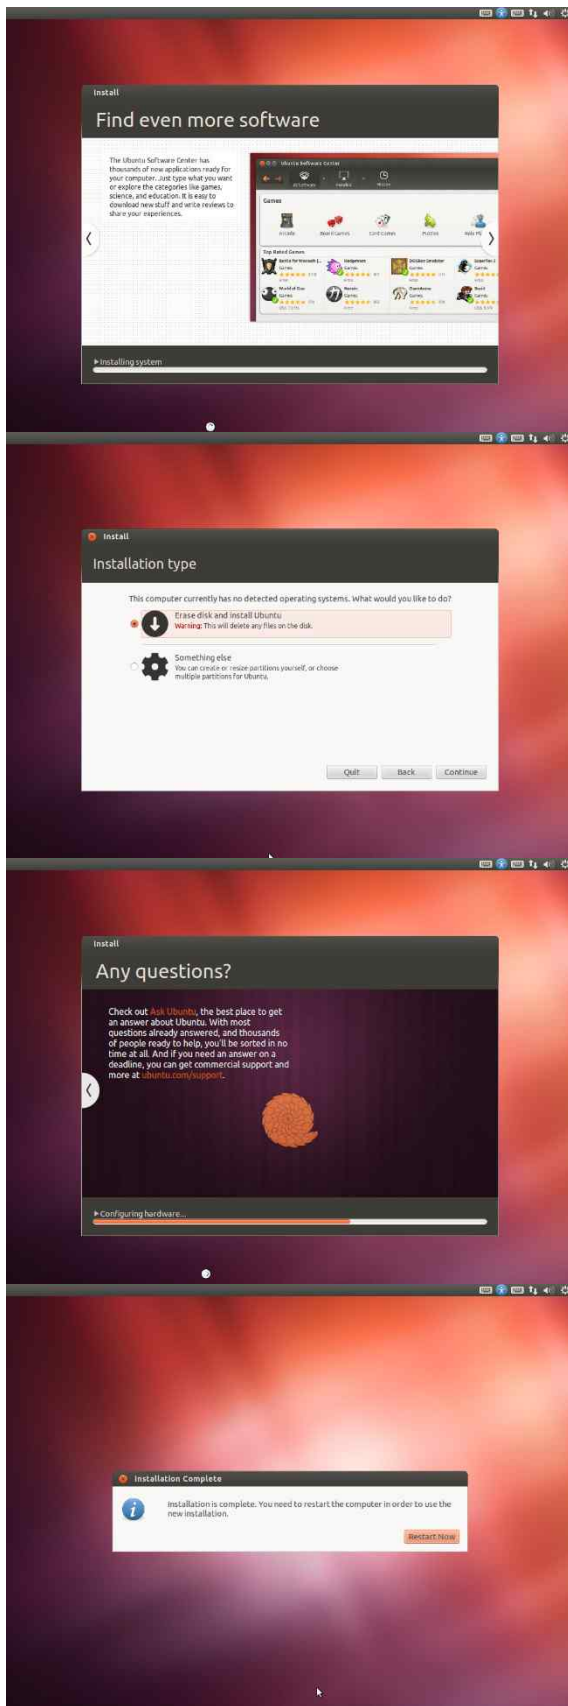 Install
Find even more software
The Ubuntu Software Center has
thousands of new applications ready for
your computer. Just type what you want
or explore the categories like games,
science, and education. It is easy to
download new stuff and write reviews to
share your experiences.
Ubuntu Software Center
Games
Arcade
Board Games
Card Games
Puzzles
Top Rated Games
Installing system
Install
Installation type
This computer currently has no detected operating systems. What would you like to do?
Erase disk and install Ubuntu
Warning: This will delete any files on the disk.
Something else
You can create or resize partitions yourself, or choose
multiple partitions for Ubuntu.
Quit Back Continue
Install
Any questions?
Check out Ask Ubuntu, the best place to get
an answer about Ubuntu. With most
questions already answered, and thousands
of people ready to help, you'll be sorted in no
time at all. And if you need an answer on a
deadline, you can get commercial support and
more at ubuntu.com/support.
Configuring hardware...
Installation Complete
Installation is complete. You need to restart the computer in order to use the
new installation.
Restart Now